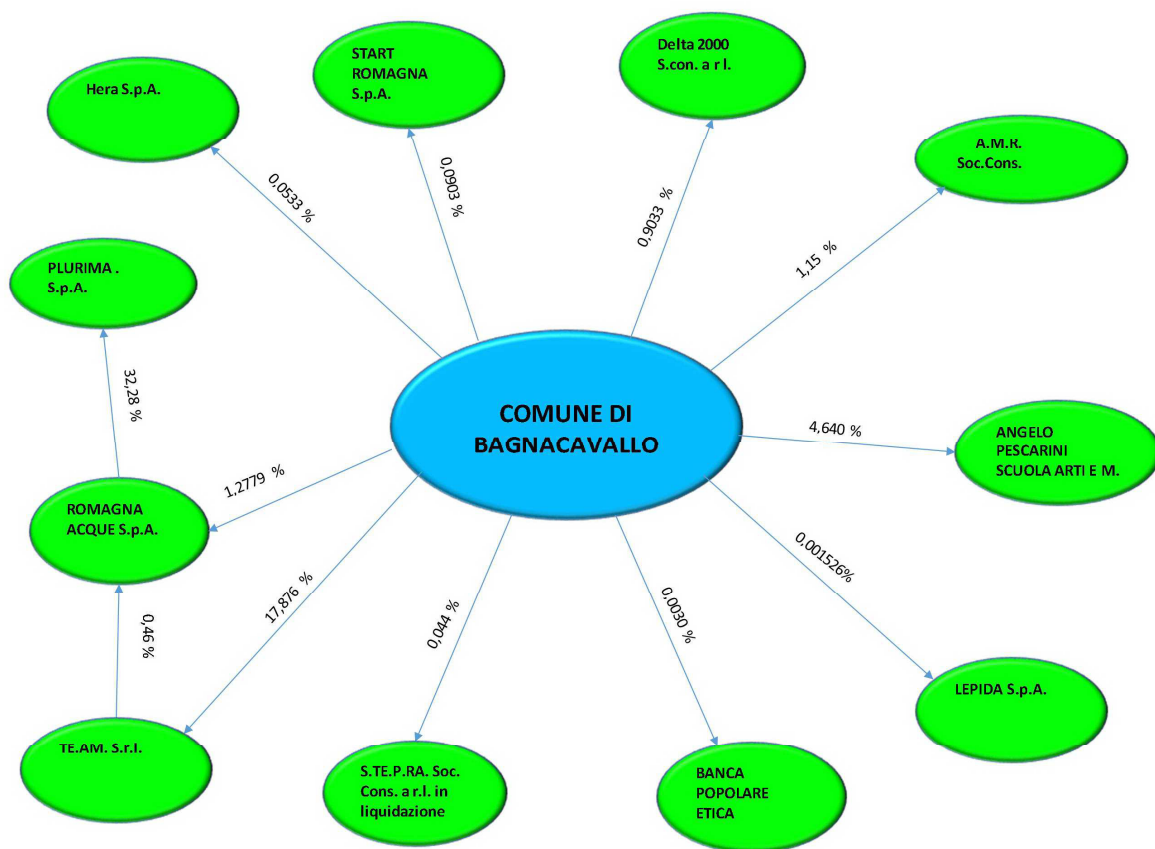 Hera S.p.A.
START
ROMAGNA
S.p.A.
Delta 2000
S.con. a r l.
A.M.R.
Soc.Cons.
0,0533 %
0,0903 %
0,9033 %
1,15 %
PLURIMA .
S.p.A.
32,28 %
COMUNE DI
BAGNACAVALLO
4,640 %
ANGELO
PESCARINI
SCUOLA ARTI E M.
ROMAGNA
ACQUE S.p.A.
1,2779 %
0,46 %
17,876 %
0,044 %
0,0030 %
0,001526%
LEPIDA S.p.A.
TE.AM. S.r.l.
S.TE.P.RA. Soc.
Cons. a r.l. in
liquidazione
BANCA
POPOLARE
ETICA